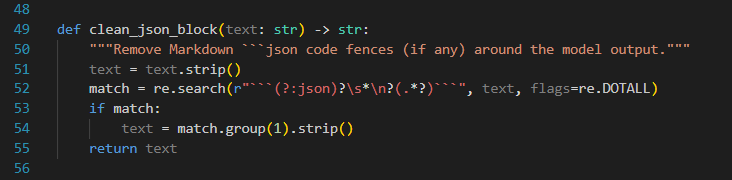 48
49 def clean_json_block(text: str) -> str:
50     """Remove Markdown ```json code fences (if any) around the model output."""
51     text = text.strip()
52     match = re.search(r"```(?:json)?\s*\n?(.*?)```", text, flags=re.DOTALL)
53     if match:
54         text = match.group(1).strip()
55     return text
56